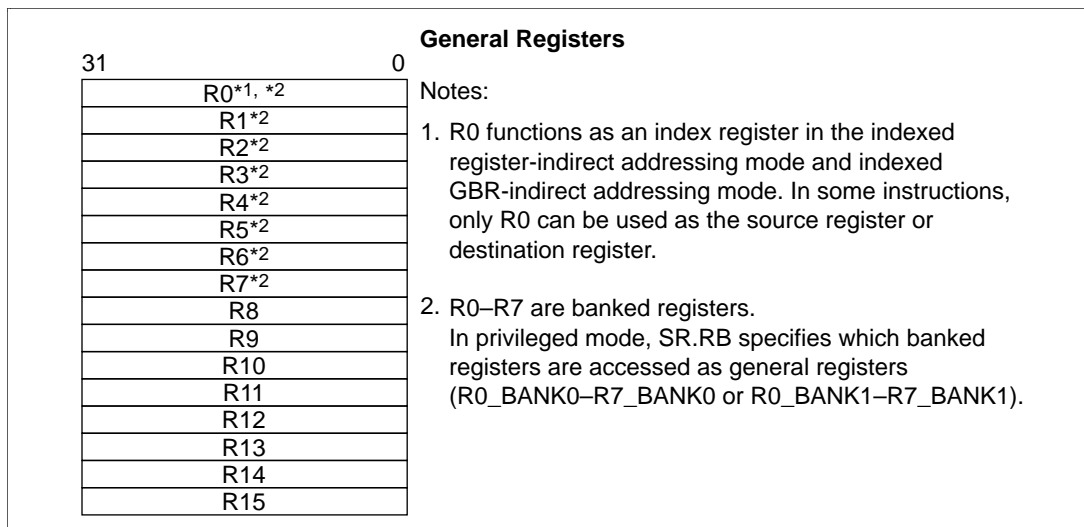 General Registers
31 0
R0*1, *2
R1*2
R2*2
R3*2
R4*2
R5*2
R6*2
R7*2
R8
R9
R10
R11
R12
R13
R14
R15
Notes:
1. R0 functions as an index register in the indexed
register-indirect addressing mode and indexed
GBR-indirect addressing mode. In some instructions,
only R0 can be used as the source register or
destination register.
2. R0–R7 are banked registers.
In privileged mode, SR.RB specifies which banked
registers are accessed as general registers
(R0_BANK0–R7_BANK0 or R0_BANK1–R7_BANK1).